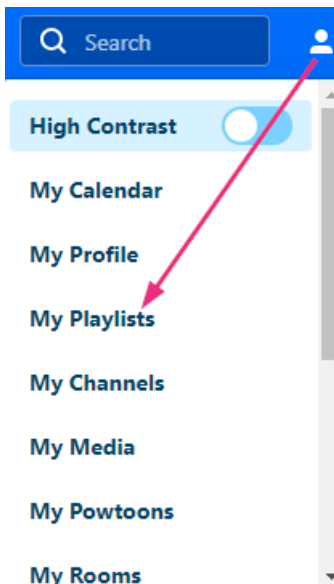 Search
High Contrast
My Calendar
My Profile
My Playlists
My Channels
My Media
My Powtoons
My Rooms